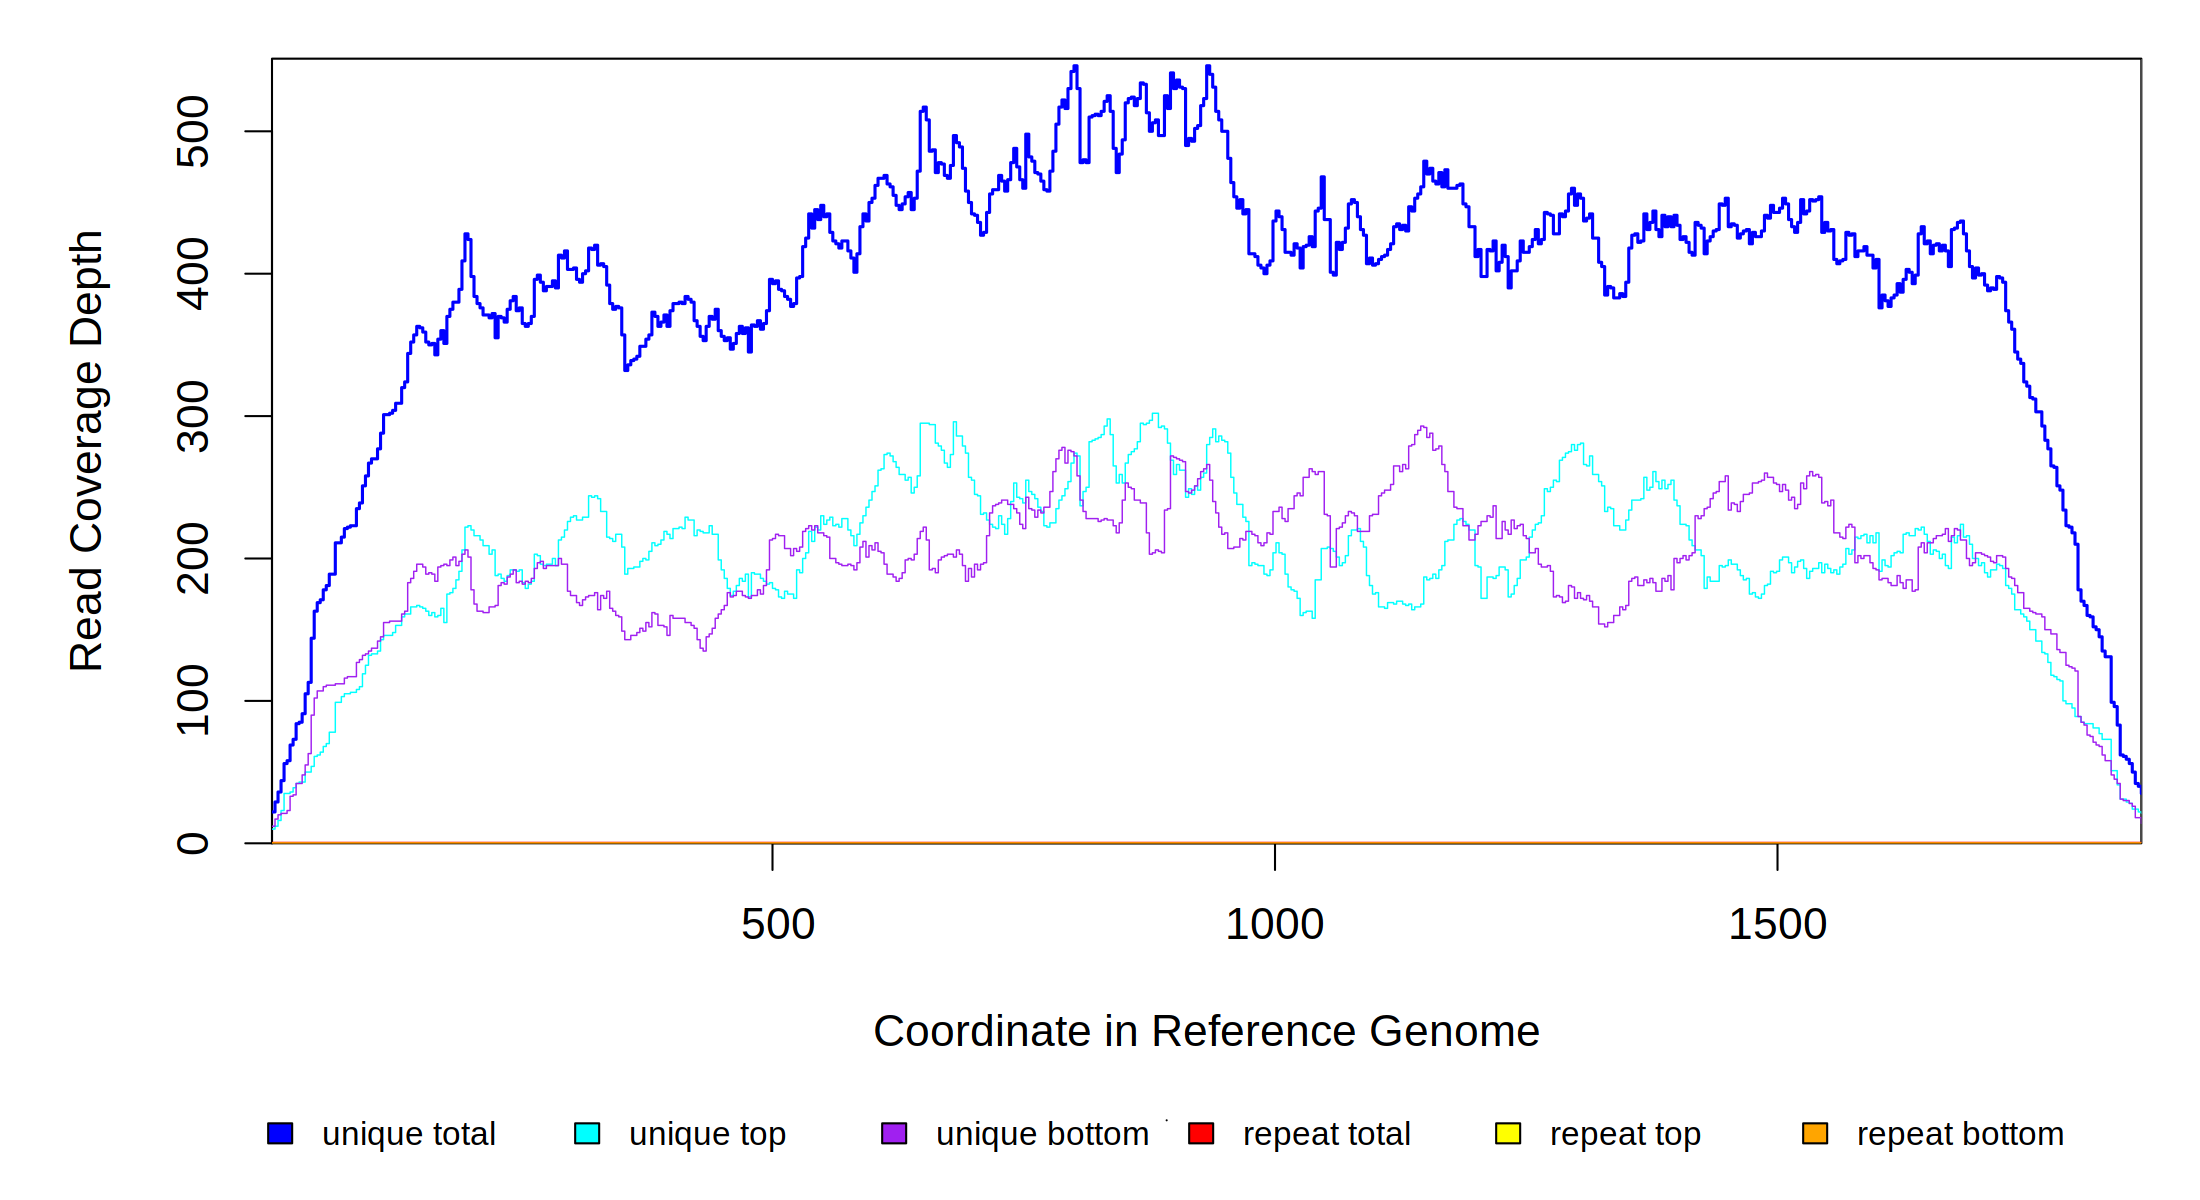 Read Coverage Depth
500
400
300
200
100
0
500 1000 1500
Coordinate in Reference Genome
unique total unique top unique bottom repeat total repeat top repeat bottom